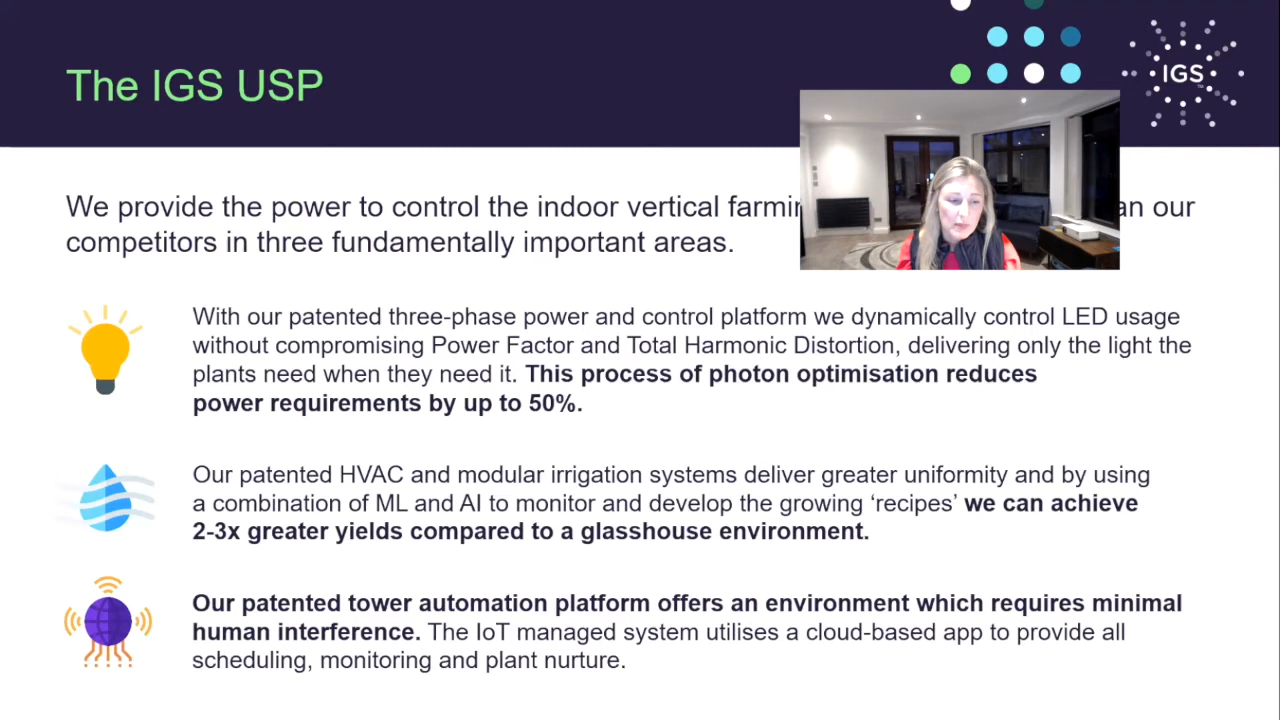 The IGS USP
IGS
We provide the power to control the indoor vertical an our
competitors in three fundamentally important areas.
With our patented three-phase power and control platform we dynamically control LED usage
without compromising Power Factor and Total Harmonic Distortion, delivering only the light the
plants need when they need it. This process of photon optimisation reduces
power requirements by up to 50%.
Our patented HVAC and modular irrigation systems deliver greater uniformity and by using
a combination of ML and AI to monitor and develop the growing ‘recipes’ we can achieve
2-3x greater yields compared to a glasshouse environment.
Our patented tower automation platform offers an environment which requires minimal
human interference. The IoT managed system utilises a cloud-based app to provide all
scheduling, monitoring and plant nurture.